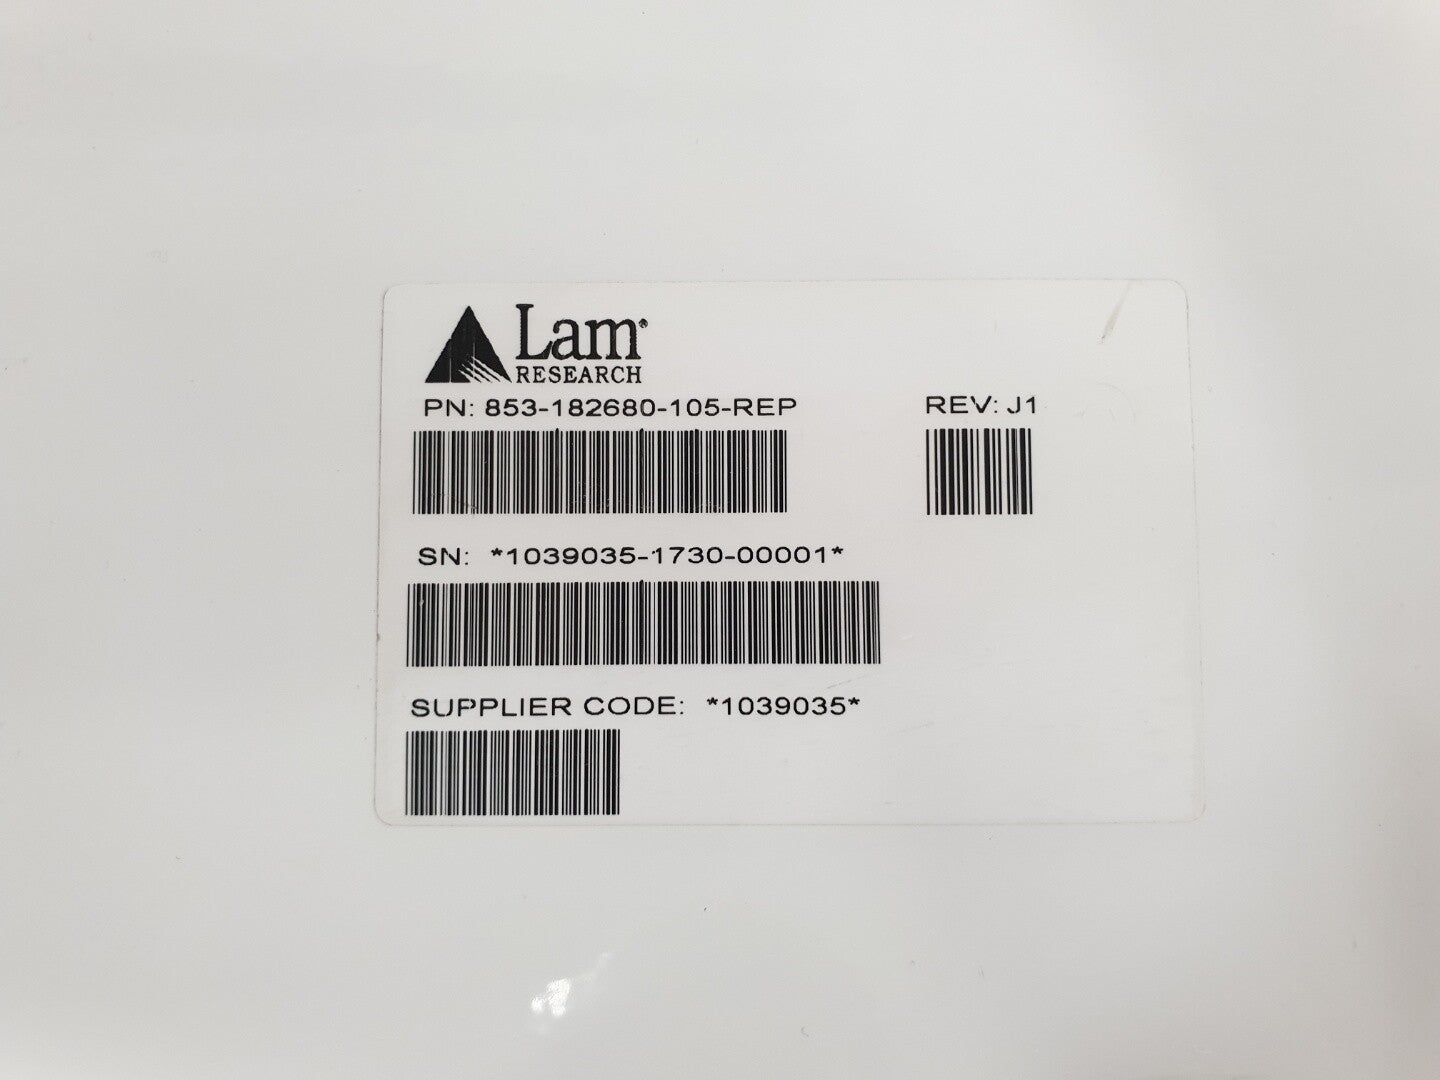 Lam
RESEARCH
PN: 853-182680-105-REP
REV: J1
SN: *1039035-1730-00001*
SUPPLIER CODE: *1039035*